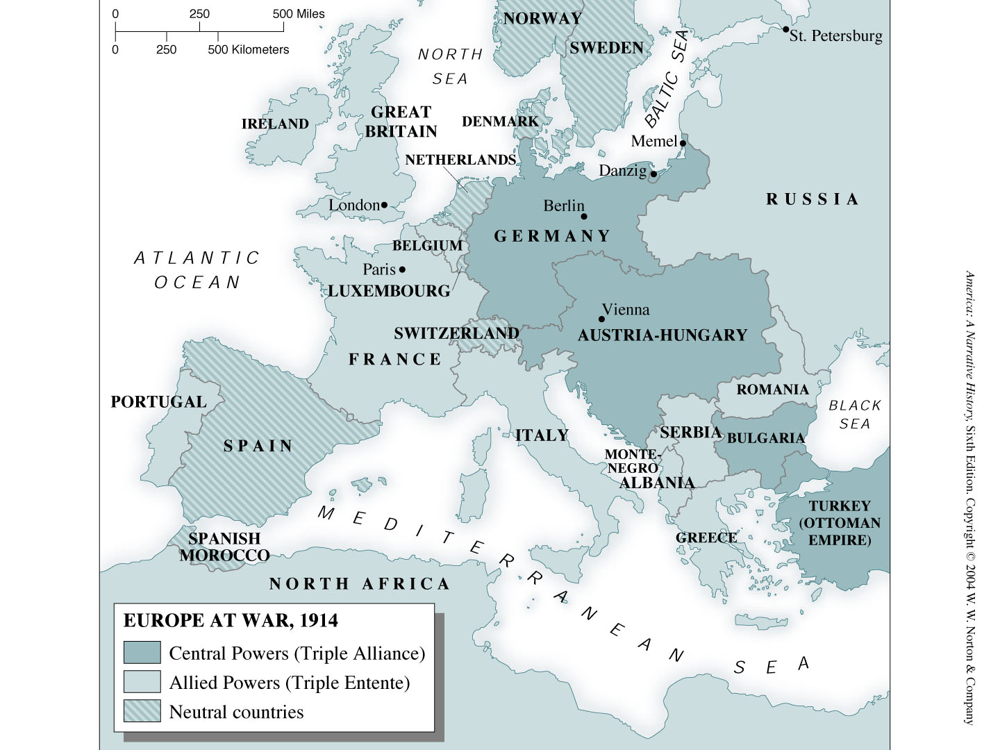 0 250 500 Miles
0 250 500 Kilometers
NORWAY
SWEDEN
St. Petersburg
NORTH
SEA
BALTIC SEA
GREAT
BRITAIN
IRELAND
DENMARK
Memel
NETHERLANDS
Danzig
London
Berlin
RUSSIA
GERMANY
BELGIUM
ATLANTIC
OCEAN
Paris
LUXEMBOURG
Vienna
SWITZERLAND
AUSTRIA-HUNGARY
FRANCE
ROMANIA
PORTUGAL
BLACK
SEA
SPAIN
ITALY
SERBIA
BULGARIA
MONTE-
NEGRO
ALBANIA
TURKEY
(OTTOMAN
EMPIRE)
GREECE
MEDITERRANEAN SEA
SPANISH
MOROCCO
NORTH AFRICA
EUROPE AT WAR, 1914
Central Powers (Triple Alliance)
Allied Powers (Triple Entente)
Neutral countries
America: A Narrative History, Sixth Edition. Copyright © 2004 W. W. Norton & Company